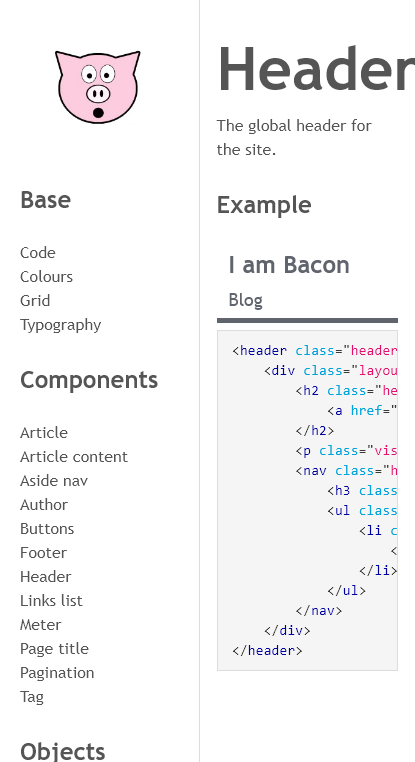 Base
Code
Colours
Grid
Typography
Components
Article
Article content
Aside nav
Author
Buttons
Footer
Header
Links list
Meter
Page title
Pagination
Tag
Objects
Header
The global header for
the site.
Example
I am Bacon
Blog
<header class="header
<div class="layou
<h2 class="he
<a href="
</h2>
<p class="vis
<nav class="h
<h3 class
<ul class
<li c
<
</li>
</ul>
</nav>
</div>
</header>